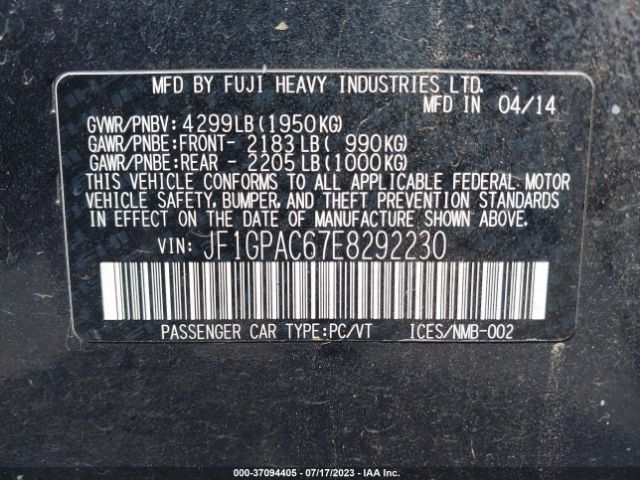 MFD BY FUJI HEAVY INDUSTRIES LTD.
MFD IN 04/14
GVWR/PNBV: 4299LB(1950KG)
GAWR/PNBE:FRONT- 2183LB( 990KG)
GAWR/PNBE:REAR - 2205LB(1000KG)
THIS VEHICLE CONFORMS TO ALL APPLICABLE FEDERAL MOTOR
VEHICLE SAFETY, BUMPER, AND THEFT PREVENTION STANDARDS
IN EFFECT ON THE DATE OF MANUFACTURE SHOWN ABOVE.
VIN: JF1GPAC67E8292230
PASSENGER CAR TYPE:PC/VT ICES/NMB-002
000-37094405 - 07/17/2023 - IAA Inc.